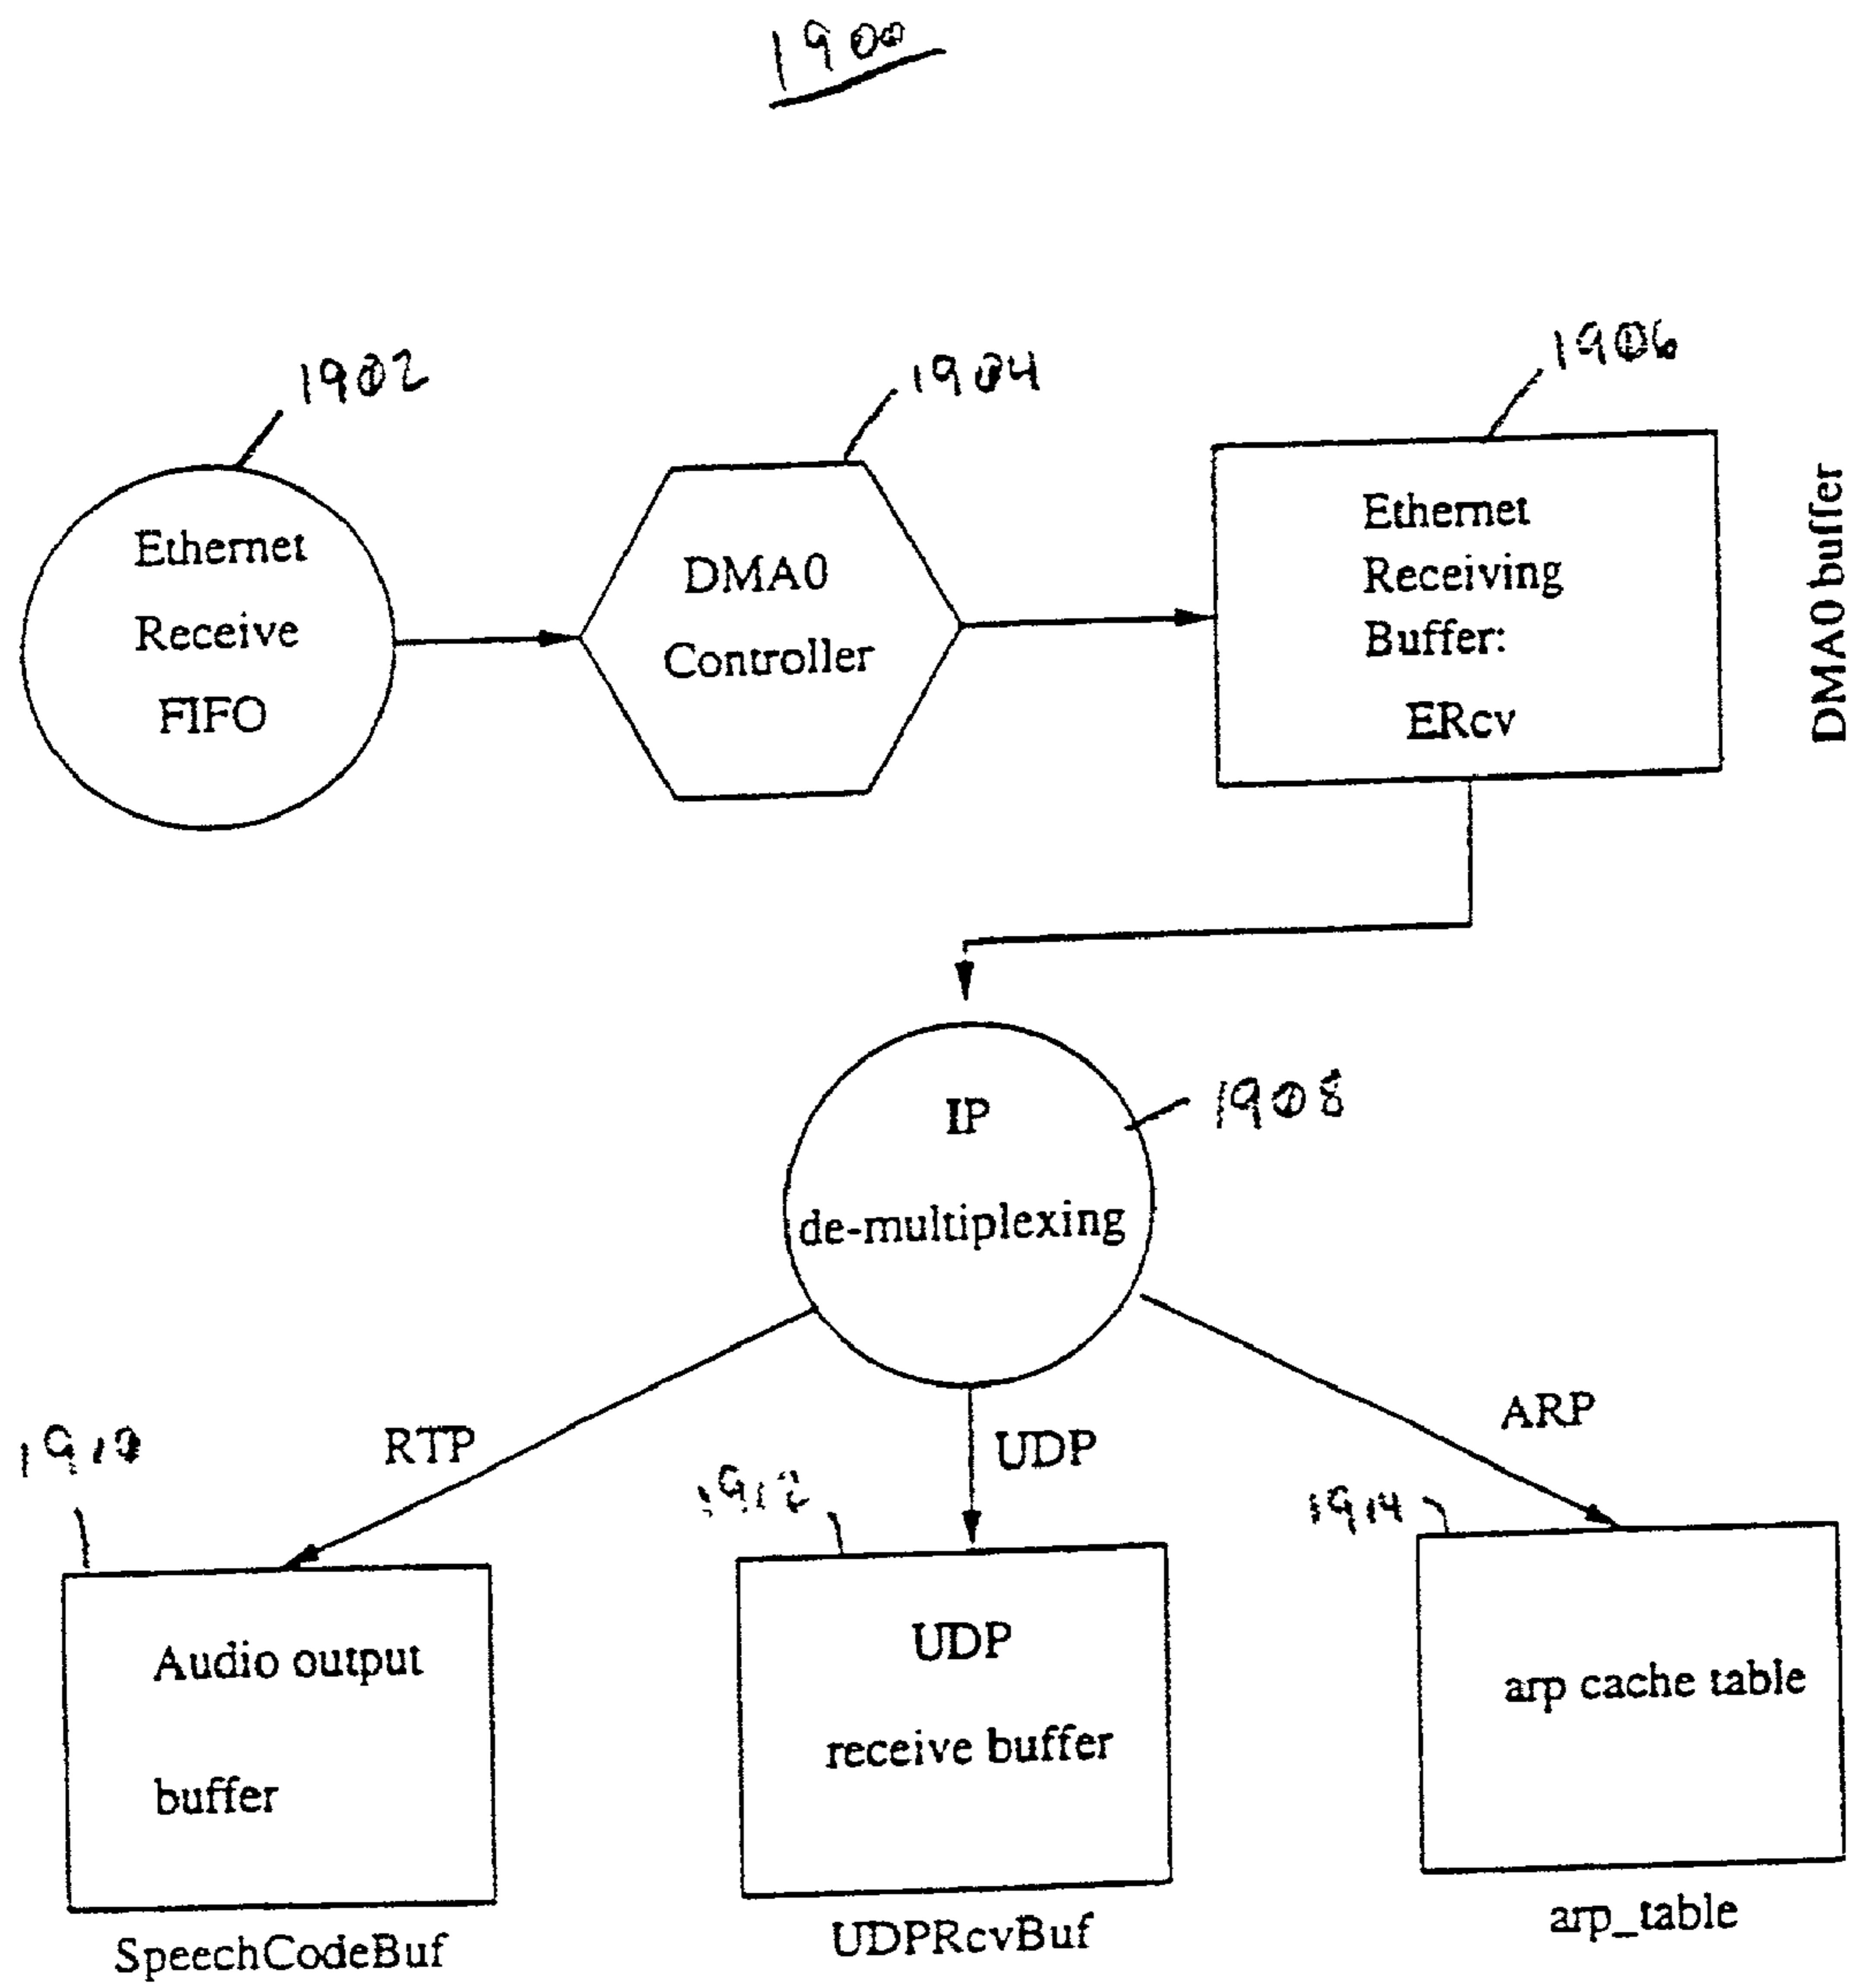 1900
1902
1904
1906
Ethernet
Receive
FIFO
DMA0
Controller
Ethernet
Receiving
Buffer:
ERcv
DMA0 buffer
IP
de-multiplexing
1908
RTP
UDP
ARP
1910
1912
1914
Audio output
buffer
UDP
receive buffer
arp cache table
SpeechCodeBuf
UDPRcvBuf
arp_table